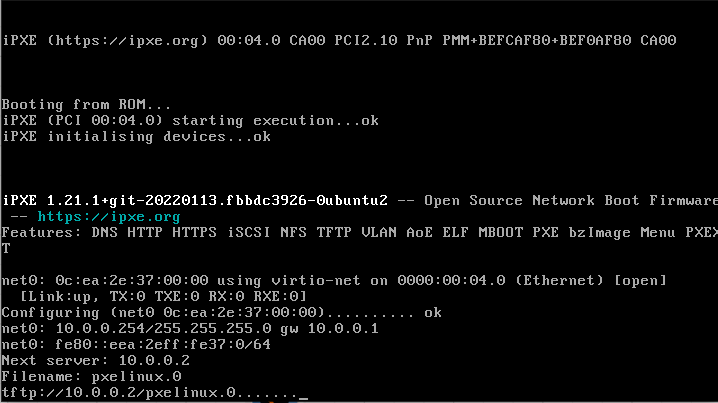 iPXE (https://ipxe.org) 00:04.0 CA00 PCI2.10 PnP PMM+BEFCAF80+BEF0AF80 CA00
Booting from ROM...
iPXE (PCI 00:04.0) starting execution...ok
iPXE initialising devices...ok
iPXE 1.21.1+git-20220113.fbbdc3926-0ubuntu2 -- Open Source Network Boot Firmware
-- https://ipxe.org
Features: DNS HTTP HTTPS iSCSI NFS TFTP VLAN AoE ELF MBOOT PXE bzImage Menu PXEX
T
net0: 0c:ea:2e:37:00:00 using virtio-net on 0000:00:04.0 (Ethernet) [open]
[Link:up, TX:0 TXE:0 RX:0 RXE:0]
Configuring (net0 0c:ea:2e:37:00:00).......... ok
net0: 10.0.0.254/255.255.255.0 gw 10.0.0.1
net0: fe80::eea:2eff:fe37:0/64
Next server: 10.0.0.2
Filename: pxelinux.0
tftp://10.0.0.2/pxelinux.0......._